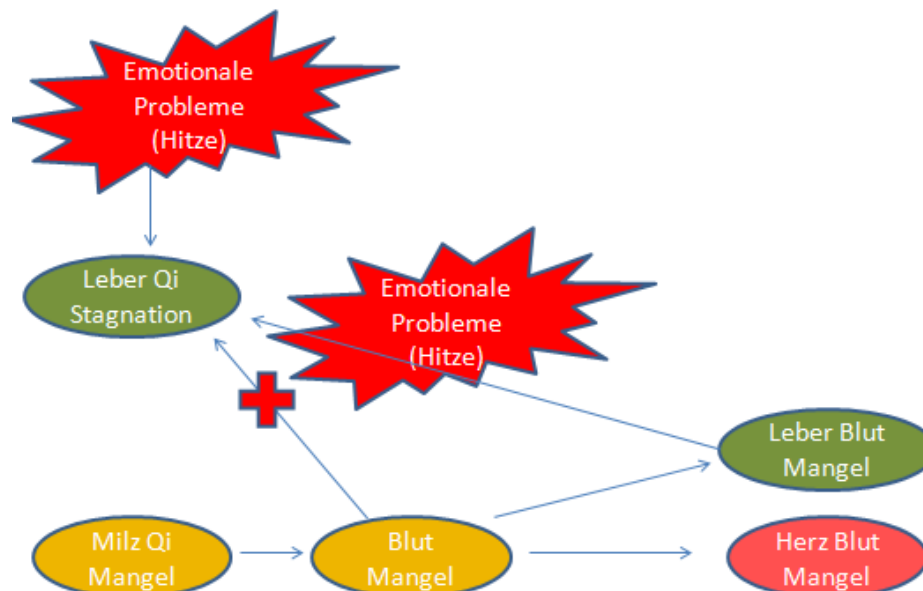 Emotionale
Probleme
(Hitze)
Leber Qi
Stagnation
Emotionale
Probleme
(Hitze)
Leber Blut
Mangel
Milz Qi
Mangel
Blut
Mangel
Herz Blut
Mangel